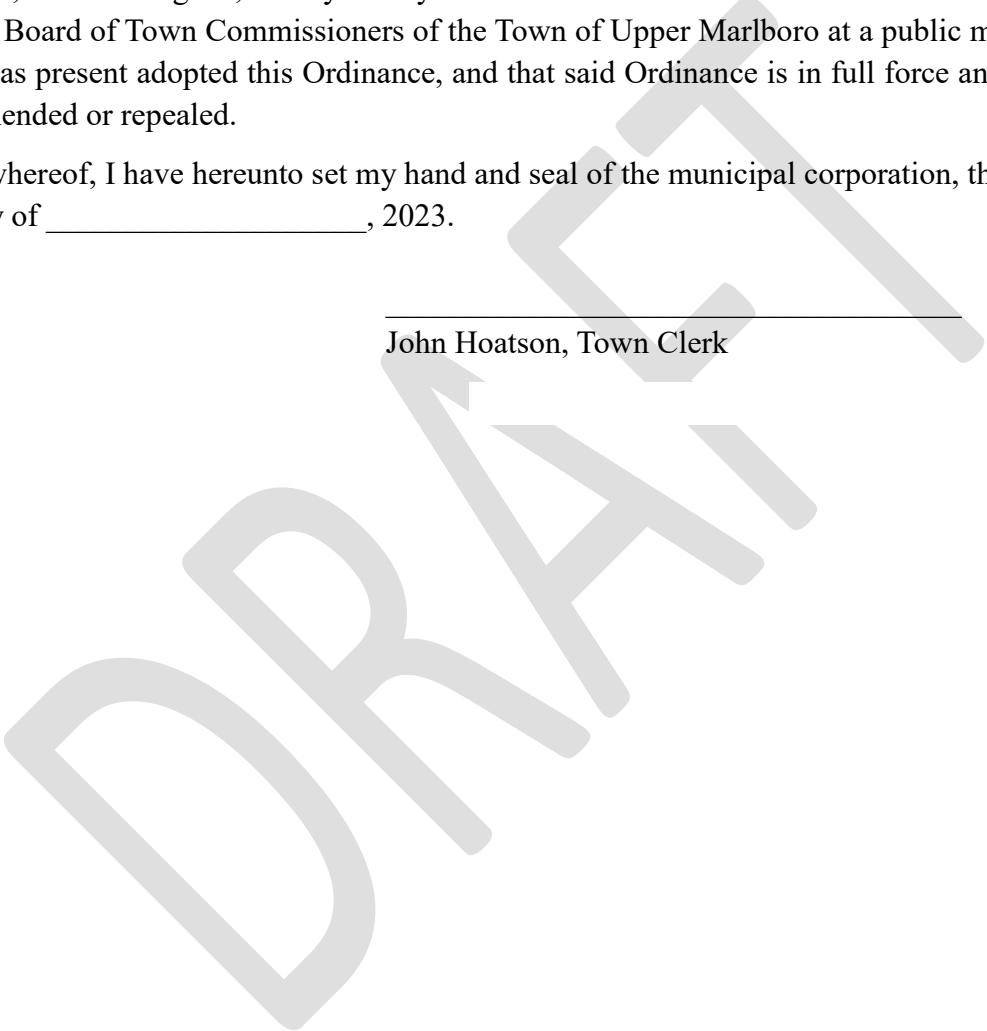 Board of Town Commissioners of the Town of Upper Marlboro at a public
as present adopted this Ordinance, and that said Ordinance is in full force an
ended or repealed.
whereof, I have hereunto set my hand and seal of the municipal corporation, th
of ____________________, 2023.
____________________________________
John Hoatson, Town Clerk
DRAFT